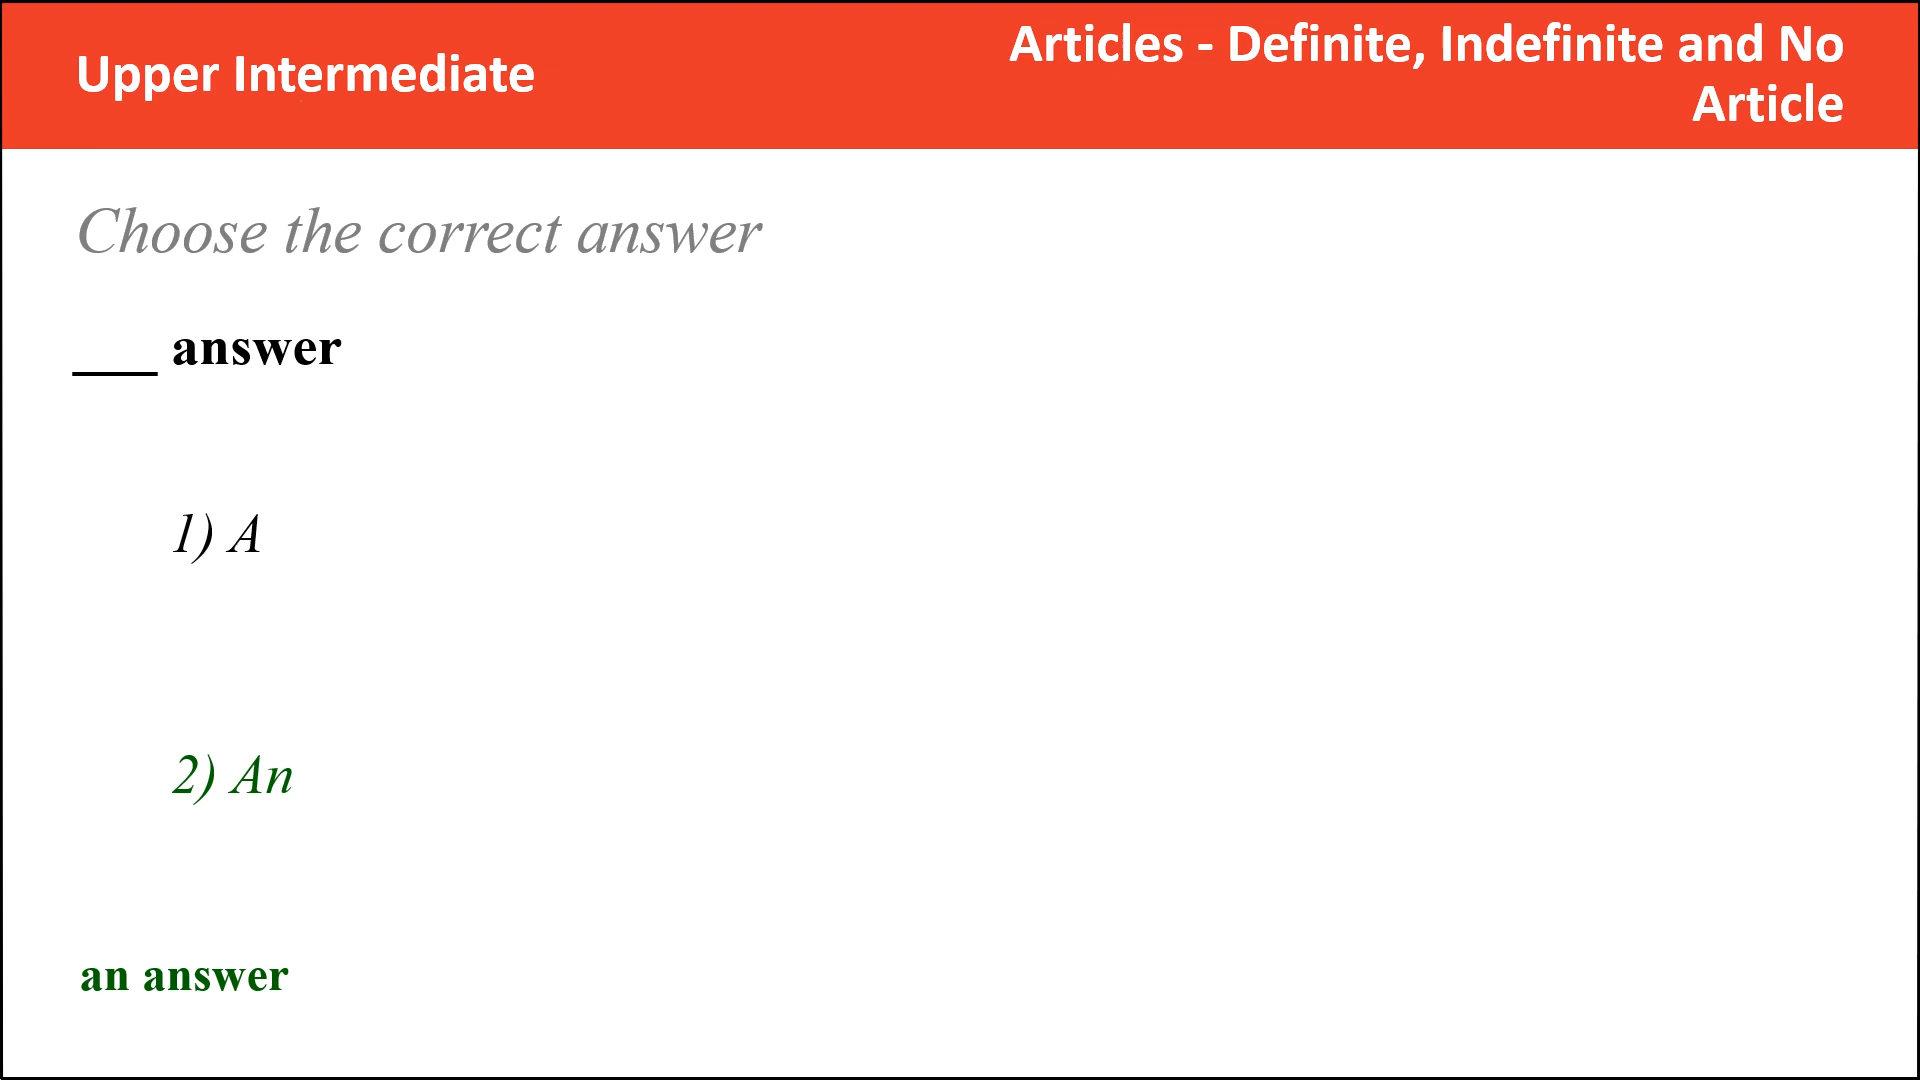 Upper Intermediate
Articles - Definite, Indefinite and No
Article
Choose the correct answer
___ answer
1) A
2) An
an answer